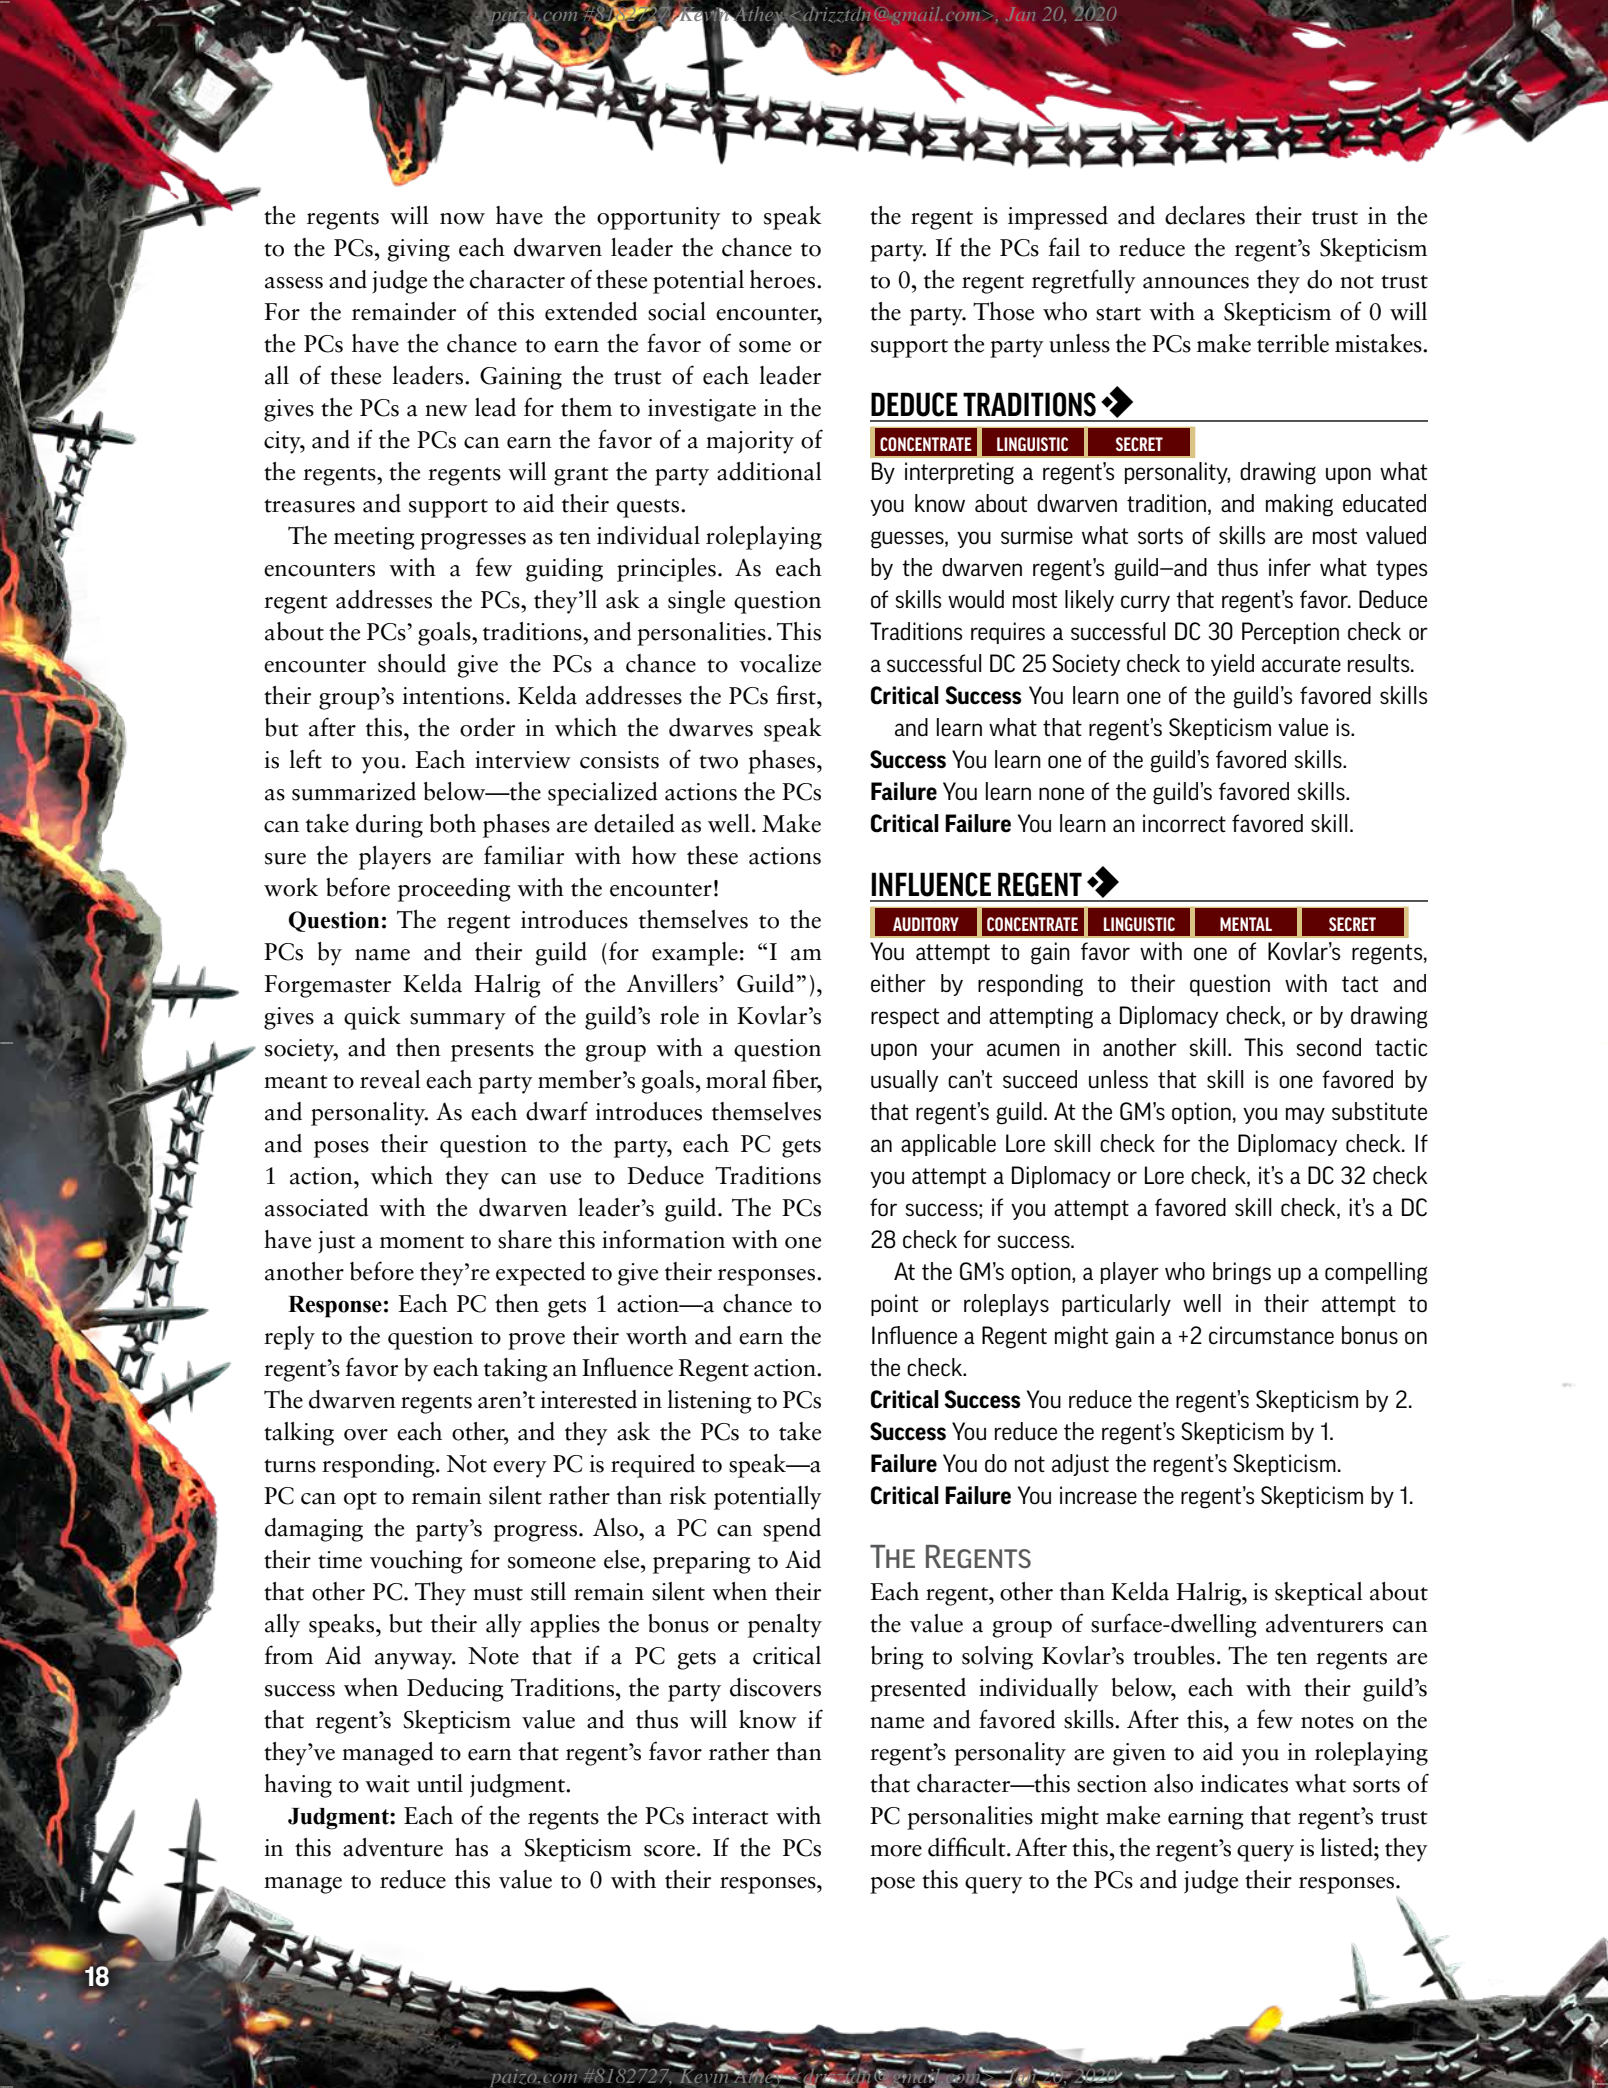 paizo.com #8182727, Kevin Athey <drizztdn@gmail.com>, Jan 20, 2020
the regents will now have the opportunity to speak
to the PCs, giving each dwarven leader the chance to
assess and judge the character of these potential heroes.
For the remainder of this extended social encounter,
the PCs have the chance to earn the favor of some or
all of these leaders. Gaining the trust of each leader
gives the PCs a new lead for them to investigate in the
city, and if the PCs can earn the favor of a majority of
the regents, the regents will grant the party additional
treasures and support to aid their quests.
The meeting progresses as ten individual roleplaying
encounters with a few guiding principles. As each
regent addresses the PCs, they’ll ask a single question
about the PCs’ goals, traditions, and personalities. This
encounter should give the PCs a chance to vocalize
their group’s intentions. Kelda addresses the PCs first,
but after this, the order in which the dwarves speak
is left to you. Each interview consists of two phases,
as summarized below—the specialized actions the PCs
can take during both phases are detailed as well. Make
sure the players are familiar with how these actions
work before proceeding with the encounter!
Question: The regent introduces themselves to the
PCs by name and their guild (for example: “I am
Forgemaster Kelda Halrig of the Anvillers’ Guild”),
gives a quick summary of the guild’s role in Kovlar’s
society, and then presents the group with a question
meant to reveal each party member’s goals, moral fiber,
and personality. As each dwarf introduces themselves
and poses their question to the party, each PC gets
1 action, which they can use to Deduce Traditions
associated with the dwarven leader’s guild. The PCs
have just a moment to share this information with one
another before they’re expected to give their responses.
Response: Each PC then gets 1 action—a chance to
reply to the question to prove their worth and earn the
regent’s favor by each taking an Influence Regent action.
The dwarven regents aren’t interested in listening to PCs
talking over each other, and they ask the PCs to take
turns responding. Not every PC is required to speak—a
PC can opt to remain silent rather than risk potentially
damaging the party’s progress. Also, a PC can spend
their time vouching for someone else, preparing to Aid
that other PC. They must still remain silent when their
ally speaks, but their ally applies the bonus or penalty
from Aid anyway. Note that if a PC gets a critical
success when Deducing Traditions, the party discovers
that regent’s Skepticism value and thus will know if
they’ve managed to earn that regent’s favor rather than
having to wait until judgment.
Judgment: Each of the regents the PCs interact with
in this adventure has a Skepticism score. If the PCs
manage to reduce this value to 0 with their responses,
the regent is impressed and declares their trust in the
party. If the PCs fail to reduce the regent’s Skepticism
to 0, the regent regretfully announces they do not trust
the party. Those who start with a Skepticism of 0 will
support the party unless the PCs make terrible mistakes.
DEDUCE TRADITIONS
CONCENTRATE LINGUISTIC SECRET
By interpreting a regent’s personality, drawing upon what
you know about dwarven tradition, and making educated
guesses, you surmise what sorts of skills are most valued
by the dwarven regent’s guild—and thus infer what types
of skills would most likely curry that regent’s favor. Deduce
Traditions requires a successful DC 30 Perception check or
a successful DC 25 Society check to yield accurate results.
Critical Success You learn one of the guild’s favored skills
and learn what that regent’s Skepticism value is.
Success You learn one of the guild’s favored skills.
Failure You learn none of the guild’s favored skills.
Critical Failure You learn an incorrect favored skill.
INFLUENCE REGENT
AUDITORY CONCENTRATE LINGUISTIC MENTAL SECRET
You attempt to gain favor with one of Kovlar’s regents,
either by responding to their question with tact and
respect and attempting a Diplomacy check, or by drawing
upon your acumen in another skill. This second tactic
usually can’t succeed unless that skill is one favored by
that regent’s guild. At the GM’s option, you may substitute
an applicable Lore skill check for the Diplomacy check. If
you attempt a Diplomacy or Lore check, it’s a DC 32 check
for success; if you attempt a favored skill check, it’s a DC
28 check for success.
At the GM’s option, a player who brings up a compelling
point or roleplays particularly well in their attempt to
Influence a Regent might gain a +2 circumstance bonus on
the check.
Critical Success You reduce the regent’s Skepticism by 2.
Success You reduce the regent’s Skepticism by 1.
Failure You do not adjust the regent’s Skepticism.
Critical Failure You increase the regent’s Skepticism by 1.
THE REGENTS
Each regent, other than Kelda Halrig, is skeptical about
the value a group of surface-dwelling adventurers can
bring to solving Kovlar’s troubles. The ten regents are
presented individually below, each with their guild’s
name and favored skills. After this, a few notes on the
regent’s personality are given to aid you in roleplaying
that character—this section also indicates what sorts of
PC personalities might make earning that regent’s trust
more difficult. After this, the regent’s query is listed; they
pose this query to the PCs and judge their responses.
18
paizo.com #8182727, Kevin Athey <drizztdn@gmail.com>, Jan 20, 2020